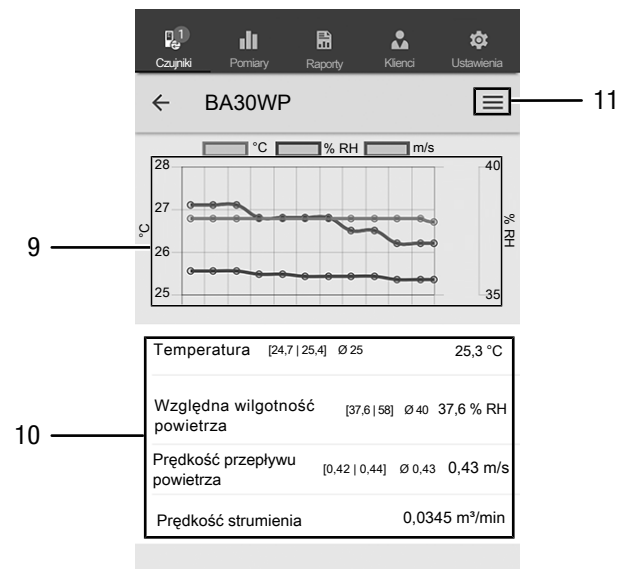 1
Czujniki Pomiary Raporty Klienci Ustawienia
BA30WP
11
°C % RH m/s
28 40
27
°C % RH
9
26
25 35
Temperatura [24,7 | 25,4] Ø 25 25,3 °C
Względna wilgotność powietrza [37,6 | 58] Ø 40 37,6 % RH
10
Prędkość przepływu powietrza [0,42 | 0,44] Ø 0,43 0,43 m/s
Prędkość strumienia 0,0345 m³/min